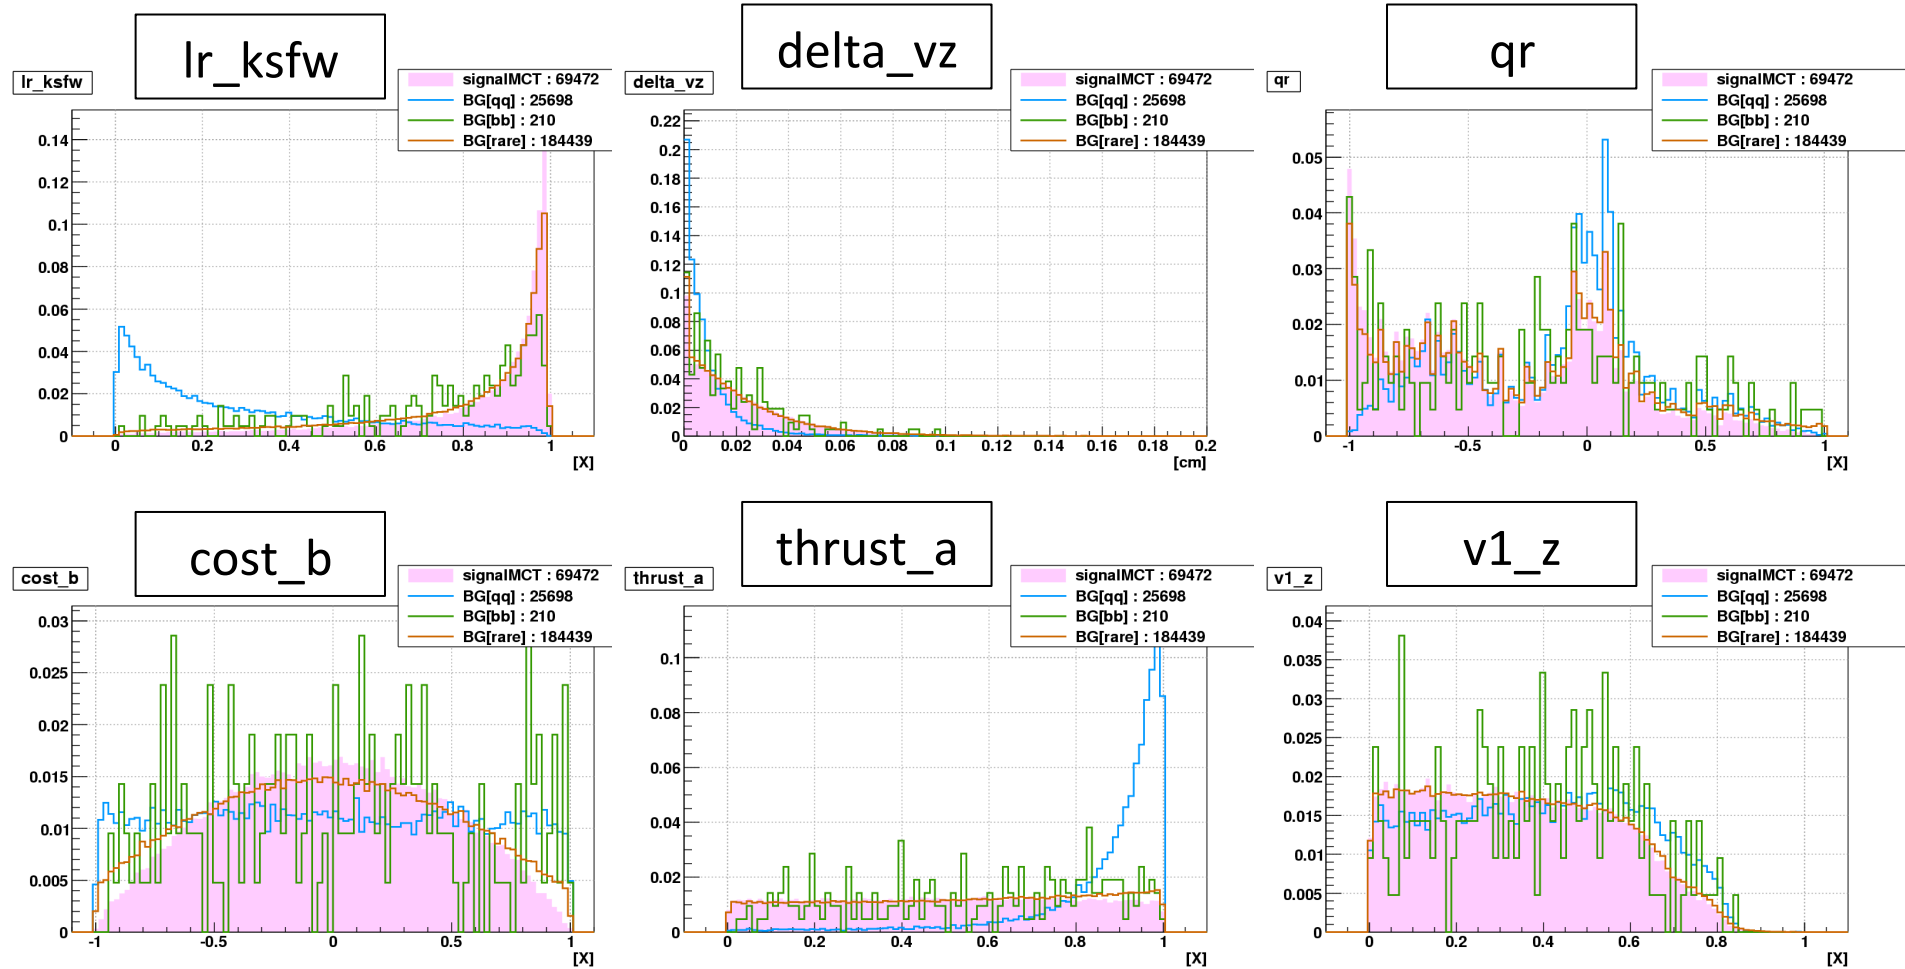 lr_ksfw
lr_ksfw
signalMCT : 69472
BG[qq] : 25698
BG[bb] : 210
BG[rare] : 184439
0.14
0.12
0.1
0.08
0.06
0.04
0.02
0
0 0.2 0.4 0.6 0.8 1
[X]
delta_vz
delta_vz
signalMCT : 69472
BG[qq] : 25698
BG[bb] : 210
BG[rare] : 184439
0.22
0.2
0.18
0.16
0.14
0.12
0.1
0.08
0.06
0.04
0.02
0
0 0.02 0.04 0.06 0.08 0.1 0.12 0.14 0.16 0.18 0.2
[cm]
qr
qr
signalMCT : 69472
BG[qq] : 25698
BG[bb] : 210
BG[rare] : 184439
0.05
0.04
0.03
0.02
0.01
0
-1 -0.5 0 0.5 1
[X]
cost_b
cost_b
signalMCT : 69472
BG[qq] : 25698
BG[bb] : 210
BG[rare] : 184439
0.03
0.025
0.02
0.015
0.01
0.005
0
-1 -0.5 0 0.5 1
[X]
thrust_a
thrust_a
signalMCT : 69472
BG[qq] : 25698
BG[bb] : 210
BG[rare] : 184439
0.1
0.08
0.06
0.04
0.02
0
0 0.2 0.4 0.6 0.8 1
[X]
v1_z
v1_z
signalMCT : 69472
BG[qq] : 25698
BG[bb] : 210
BG[rare] : 184439
0.04
0.035
0.03
0.025
0.02
0.015
0.01
0.005
0
0 0.2 0.4 0.6 0.8 1
[X]